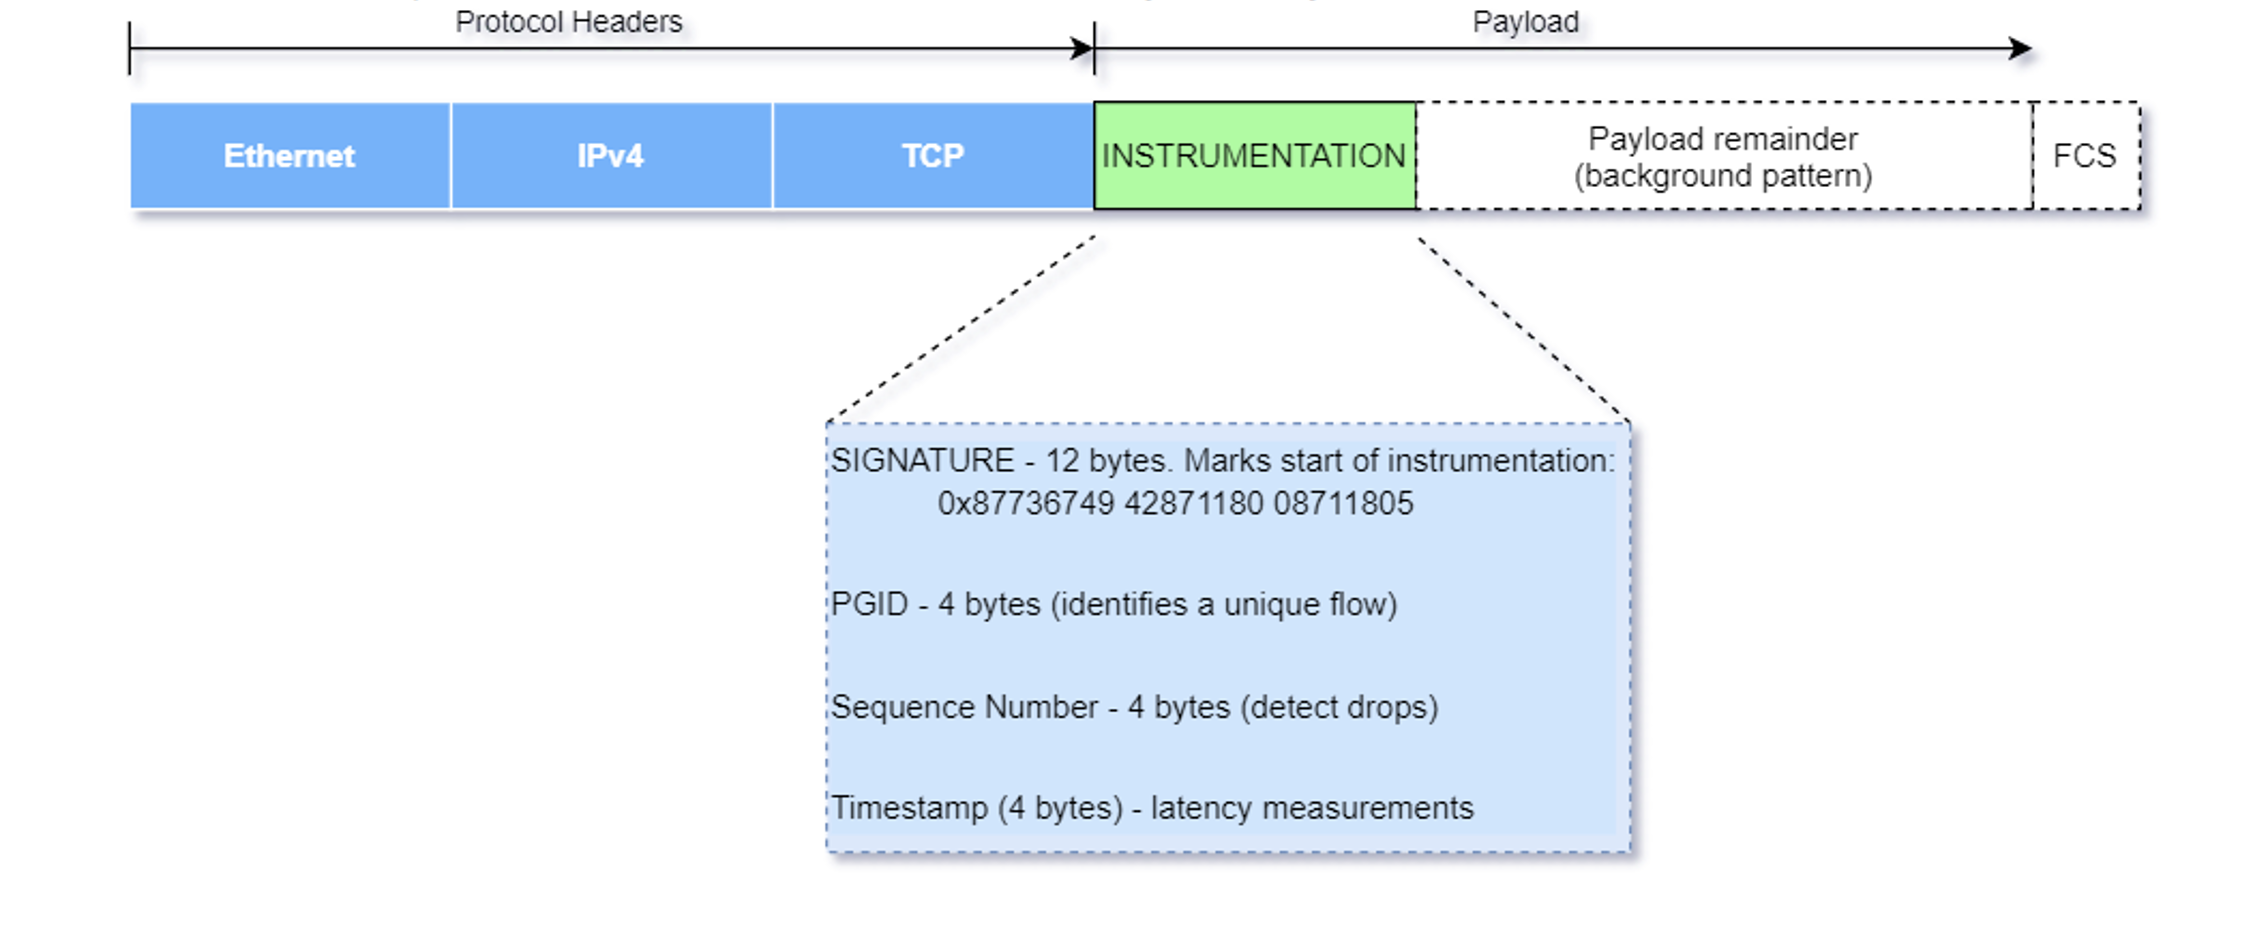 Protocol Headers
Payload
Ethernet
IPv4
TCP
INSTRUMENTATION
Payload remainder
(background pattern)
FCS
SIGNATURE - 12 bytes. Marks start of instrumentation:
0x87736749 42871180 08711805
PGID - 4 bytes (identifies a unique flow)
Sequence Number - 4 bytes (detect drops)
Timestamp (4 bytes) - latency measurements